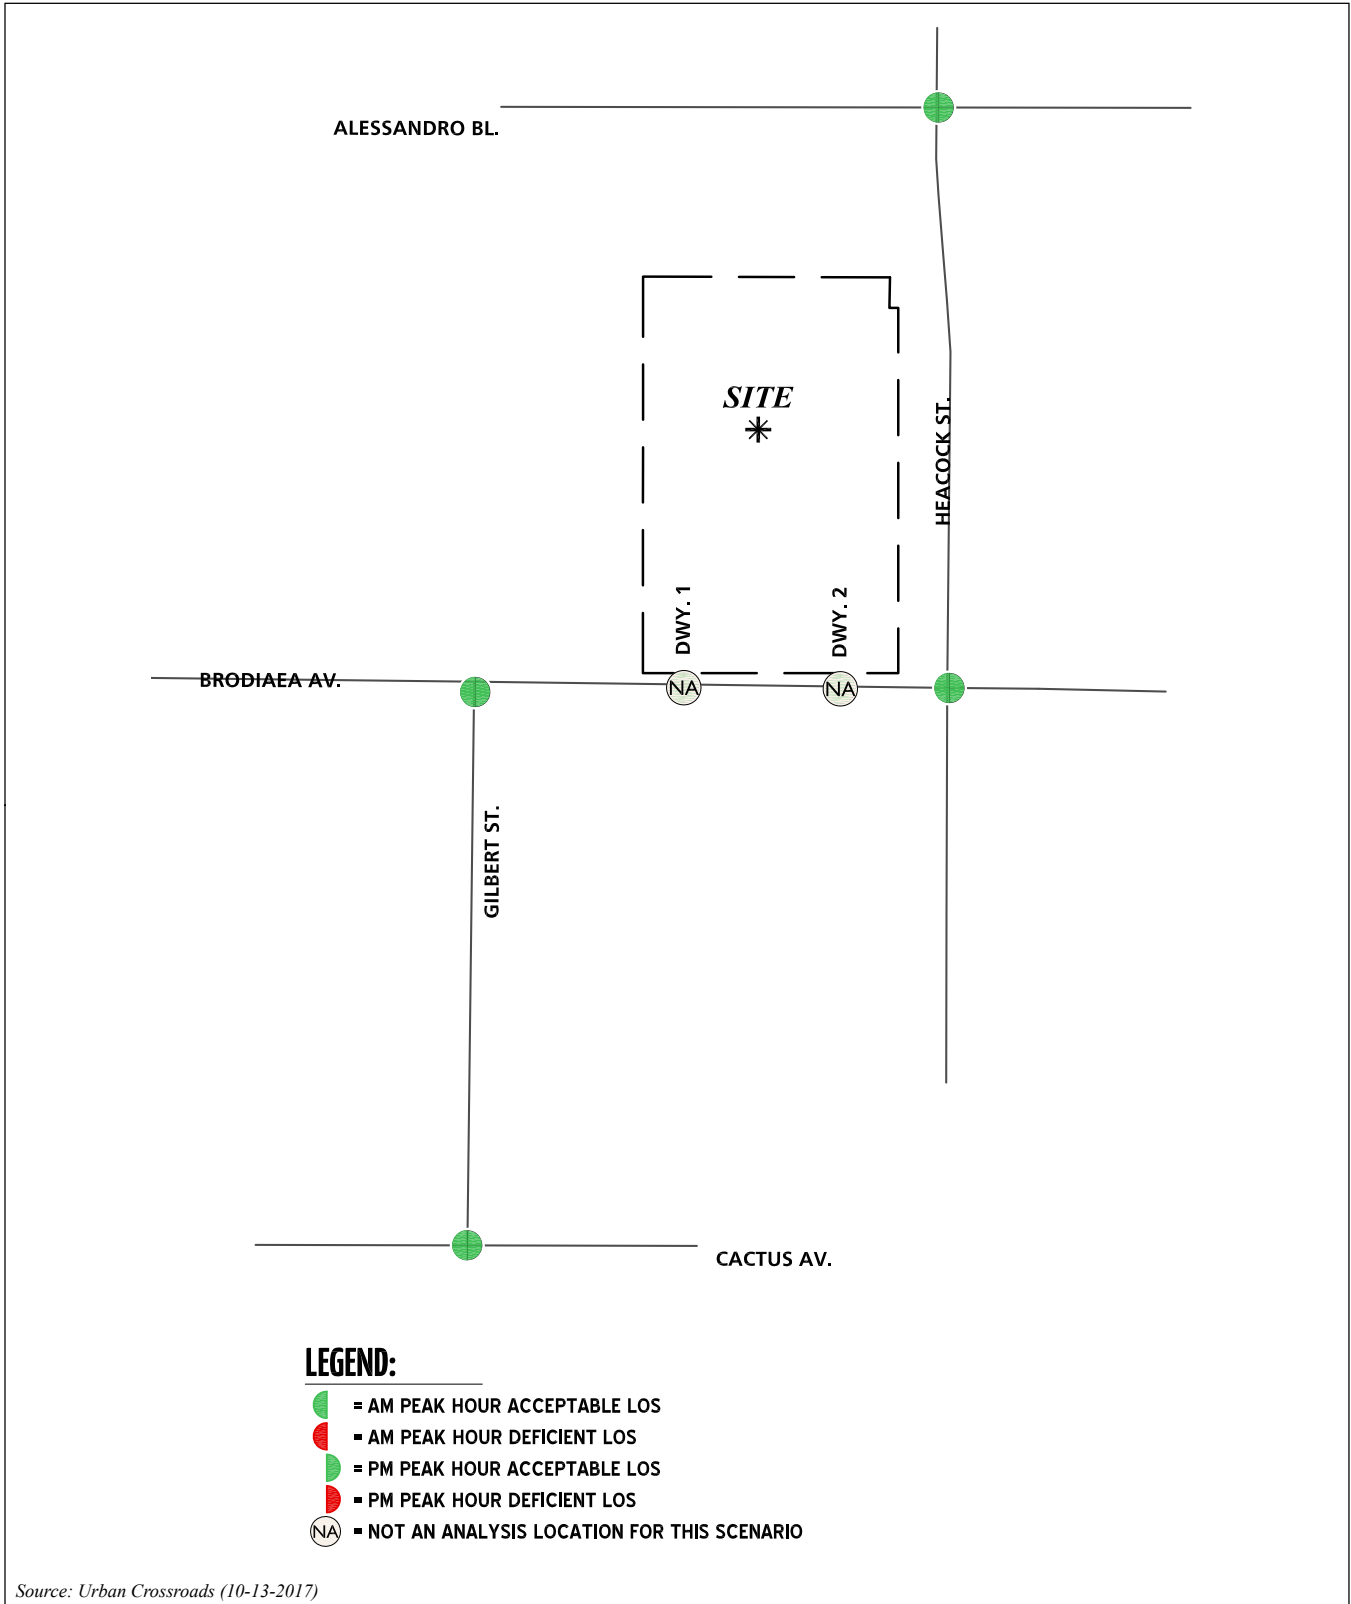 ALESSANDRO BL.
SITE
HEACOCK ST.
DWY. 1
DWY. 2
BRODIAEA AV.
NA
NA
GILBERT ST.
CACTUS AV.
LEGEND:
= AM PEAK HOUR ACCEPTABLE LOS
= AM PEAK HOUR DEFICIENT LOS
= PM PEAK HOUR ACCEPTABLE LOS
= PM PEAK HOUR DEFICIENT LOS
NA = NOT AN ANALYSIS LOCATION FOR THIS SCENARIO
Source: Urban Crossroads (10-13-2017)